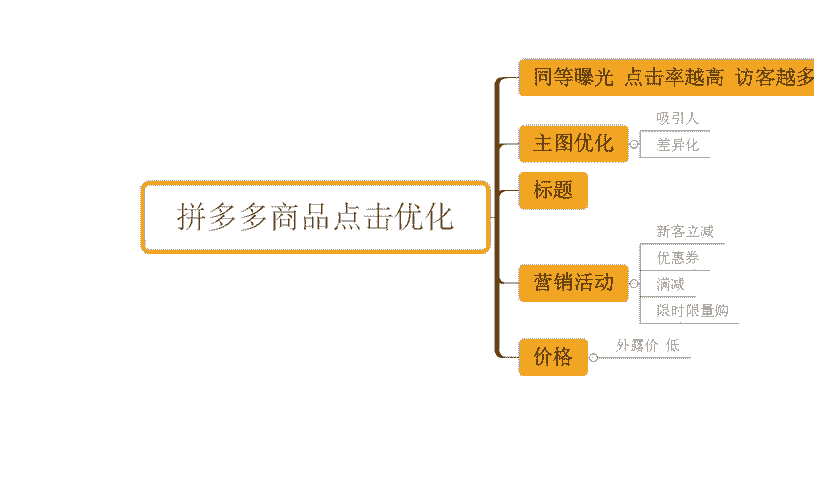 同等曝光 点击率越高 访客越多
吸引人
主图优化
差异化
标题
拼多多商品点击优化
新客立减
优惠券
营销活动
满减
限时限量购
外露价 低
价格